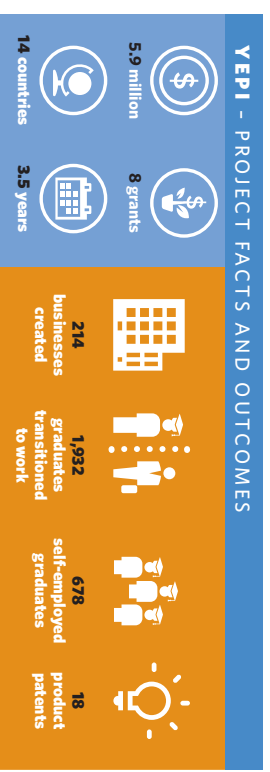 YEPI – PROJECT FACTS AND OUTCOMES
5.9 million
8 grants
14 countries
3.5 years
214
businesses
created
1,932
graduates
transitioned
to work
678
self-employed
graduates
18
product
patents